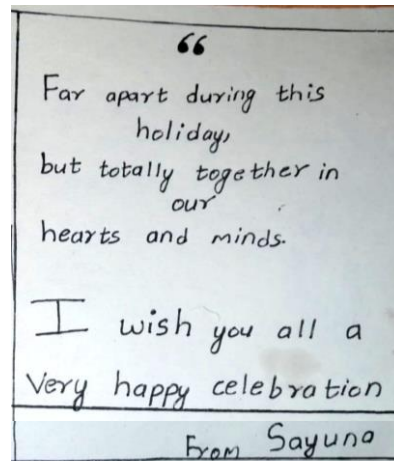 “
Far apart during this
holiday,
but totally together in
our
hearts and minds.
I wish you all a
very happy celebration
From Sayuna